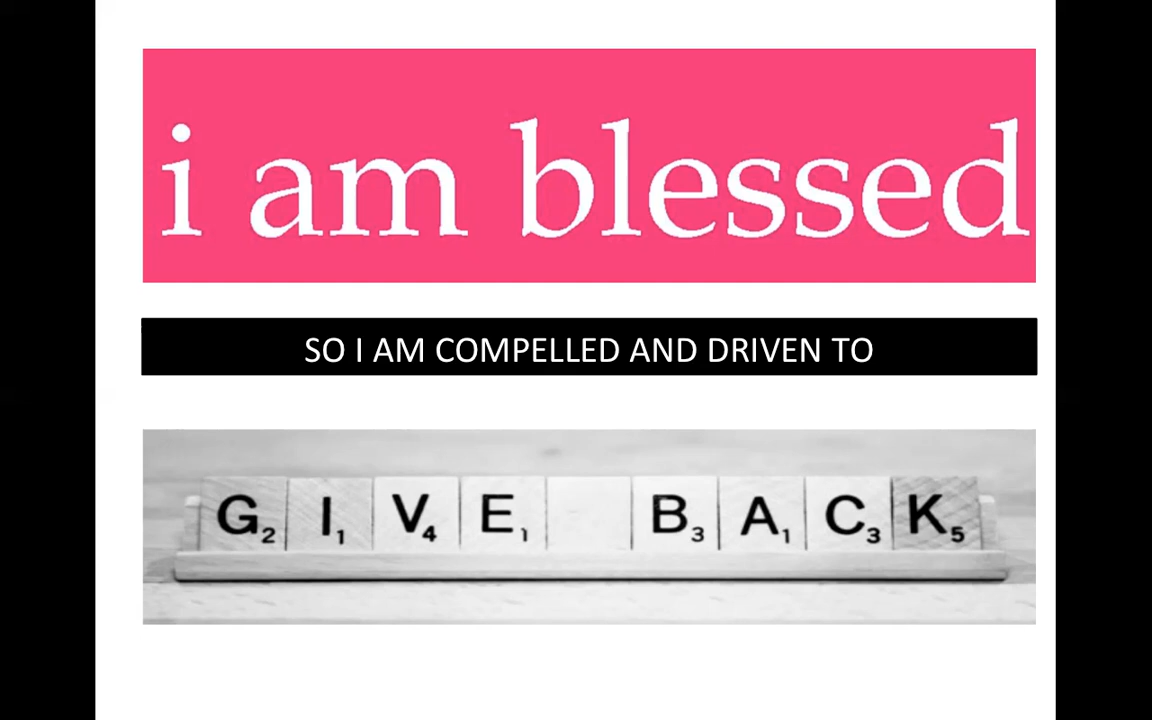 i am blessed
SO I AM COMPELLED AND DRIVEN TO
G2 I1 V4 E1 B3 A1 C3 K5